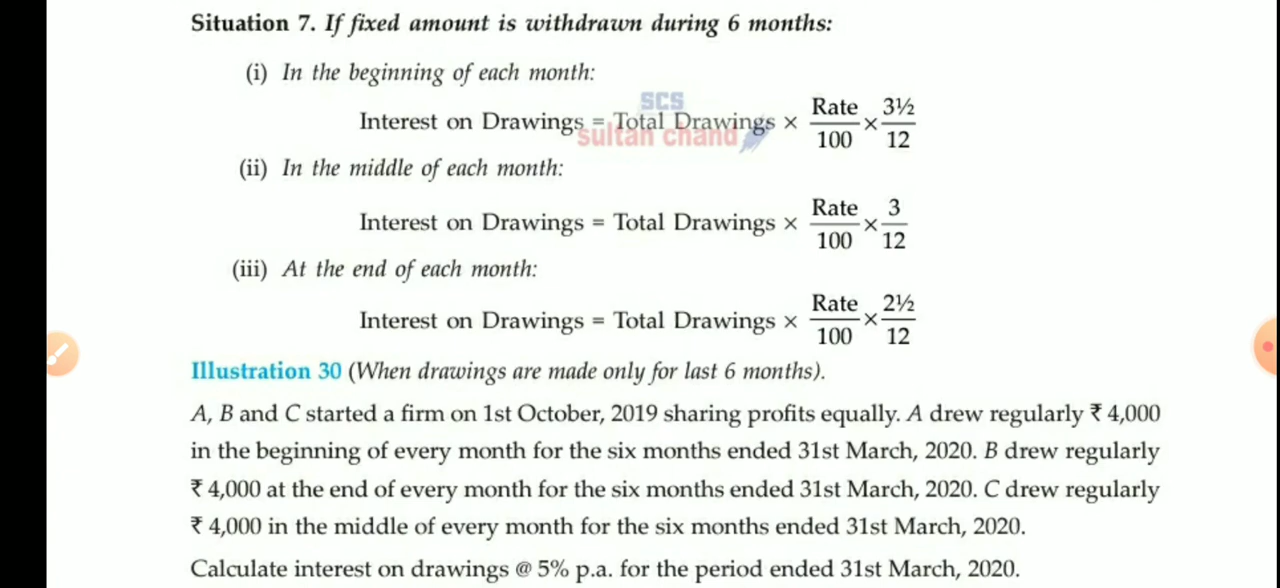 Situation 7. If fixed amount is withdrawn during 6 months:
(i) In the beginning of each month:
SCS
sultan chand
Interest on Drawings = Total Drawings × Rate/100 × 3½/12
(ii) In the middle of each month:
Interest on Drawings = Total Drawings × Rate/100 × 3/12
(iii) At the end of each month:
Interest on Drawings = Total Drawings × Rate/100 × 2½/12
Illustration 30 (When drawings are made only for last 6 months).
A, B and C started a firm on 1st October, 2019 sharing profits equally. A drew regularly ₹ 4,000
in the beginning of every month for the six months ended 31st March, 2020. B drew regularly
₹ 4,000 at the end of every month for the six months ended 31st March, 2020. C drew regularly
₹ 4,000 in the middle of every month for the six months ended 31st March, 2020.
Calculate interest on drawings @ 5% p.a. for the period ended 31st March, 2020.